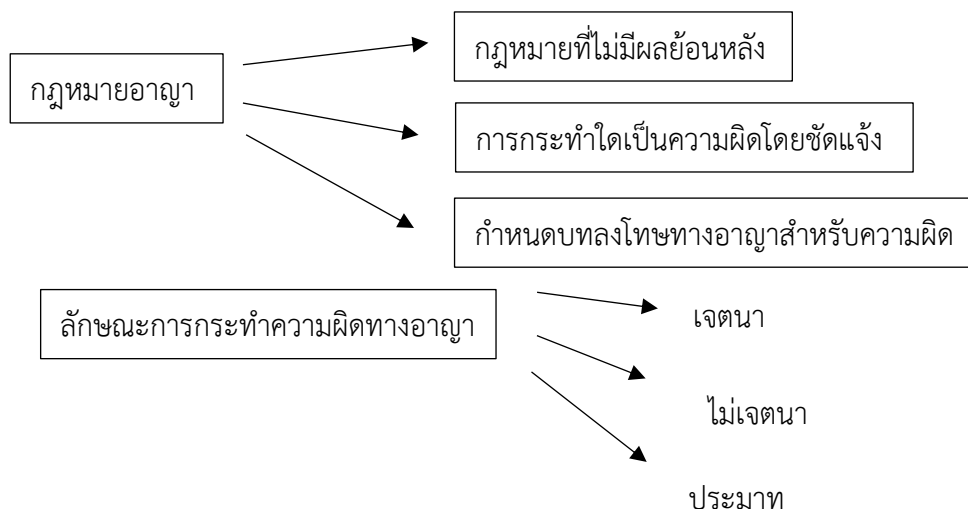 กฎหมายที่ไม่มีผลย้อนหลัง
กฎหมายอาญา
การกระทำใดเป็นความผิดโดยชัดแจ้ง
กำหนดบทลงโทษทางอาญาสำหรับความผิด
ลักษณะการกระทำความผิดทางอาญา
เจตนา
ไม่เจตนา
ประมาท